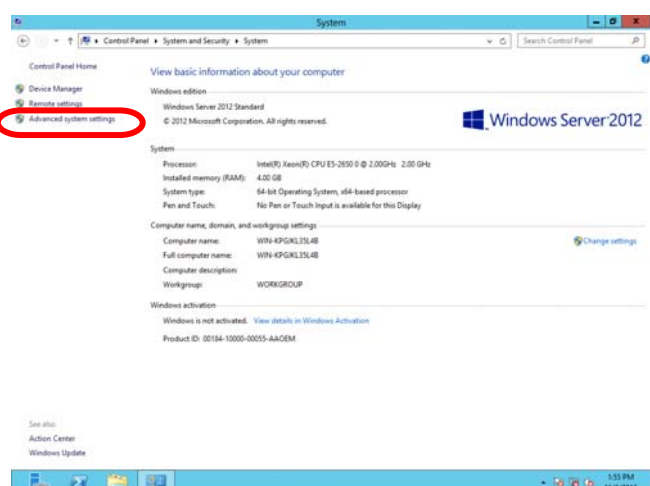 System
Control Panel System and Security System
Search Control Panel
Control Panel Home
Device Manager
Remote settings
Advanced system settings
View basic information about your computer
Windows edition
Windows Server 2012 Standard
© 2012 Microsoft Corporation. All rights reserved.
Windows Server 2012
System
Processor: Intel(R) Xeon(R) CPU E5-2650 0 @ 2.00GHz 2.00 GHz
Installed memory (RAM): 4.00 GB
System type: 64-bit Operating System, x64-based processor
Pen and Touch: No Pen or Touch Input is available for this Display
Computer name, domain, and workgroup settings
Computer name: Change settings
Full computer name:
Computer description:
Workgroup: WORKGROUP
Windows activation
Windows is not activated. View details in Windows Activation
Product ID: 00184-10000-00055-AAOEM
See also
Action Center
Windows Update
1:55 PM